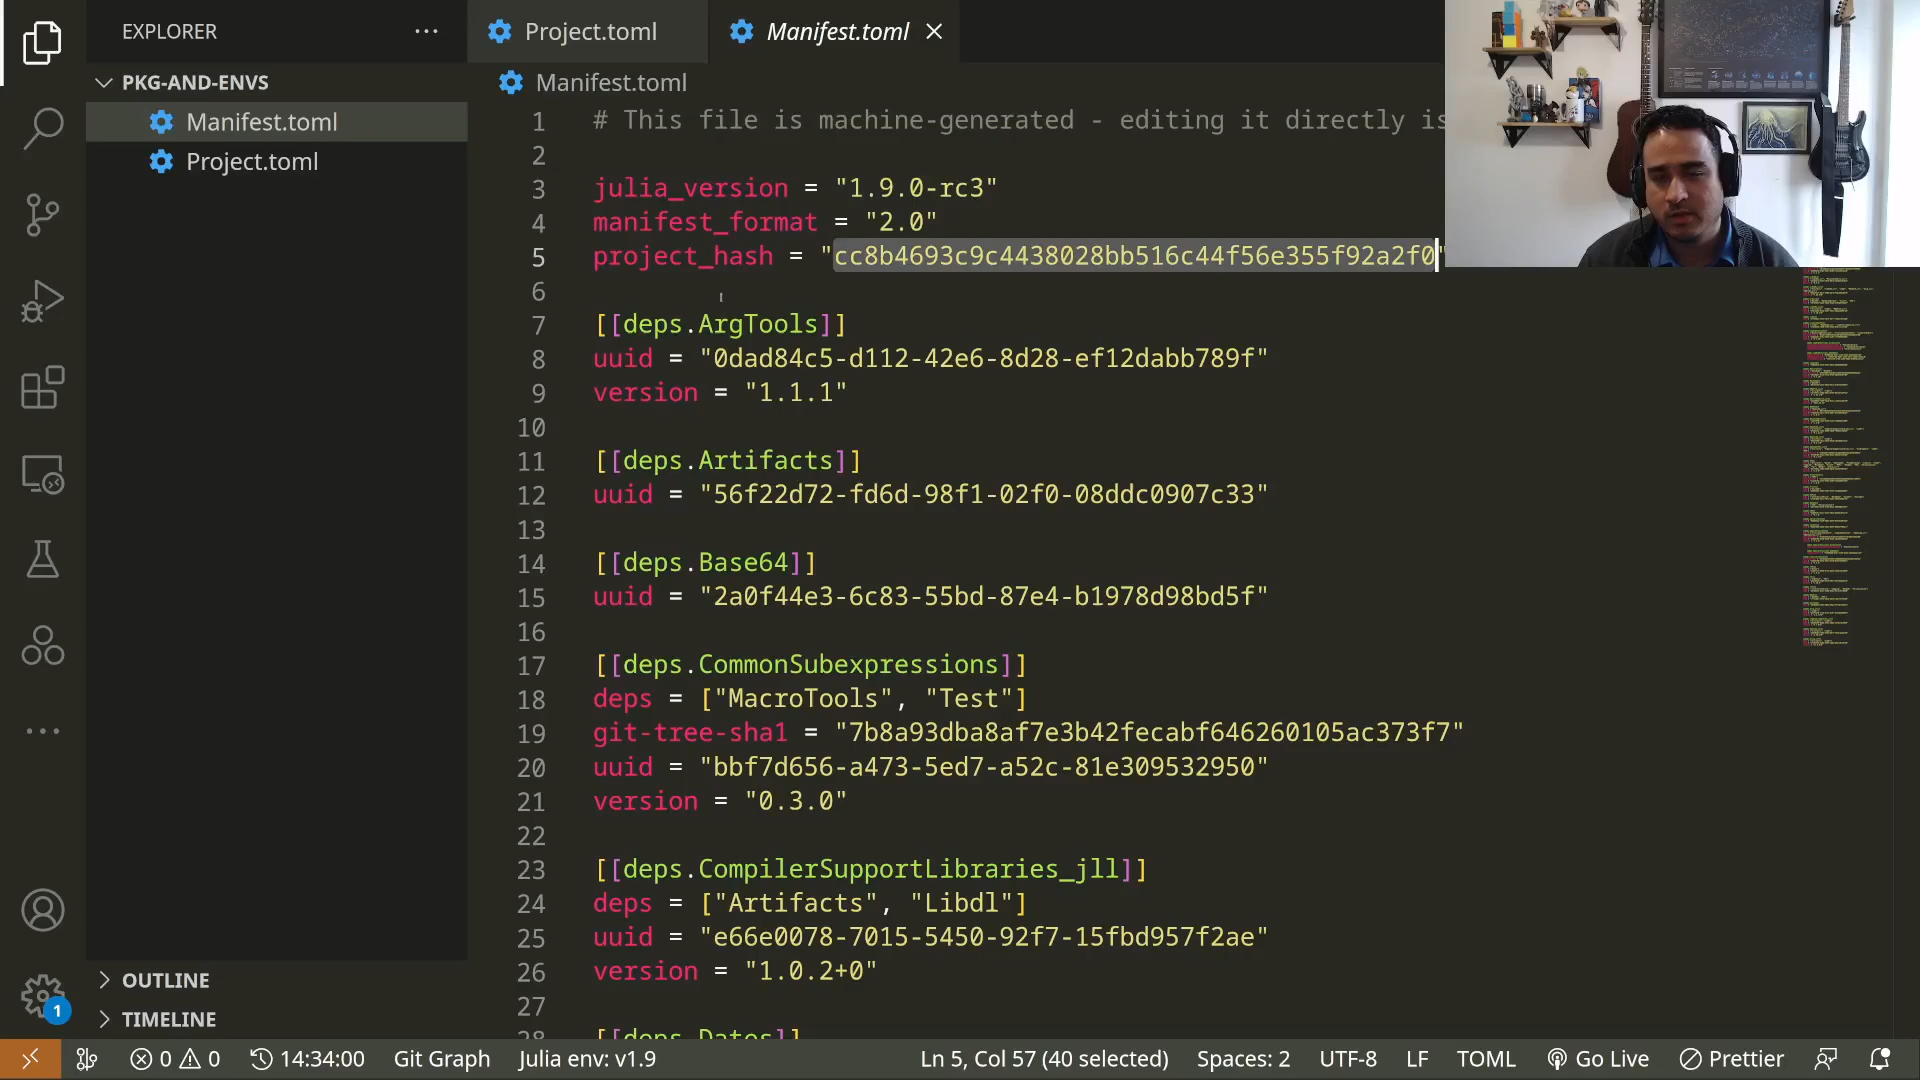 EXPLORER
PKG-AND-ENVS
Manifest.toml
Project.toml
OUTLINE
TIMELINE
Project.toml
Manifest.toml
Manifest.toml
1 # This file is machine-generated - editing it directly is
2
3 julia_version = "1.9.0-rc3"
4 manifest_format = "2.0"
5 project_hash = "cc8b4693c9c4438028bb516c44f56e355f92a2f0"
6
7 [[deps.ArgTools]]
8 uuid = "0dad84c5-d112-42e6-8d28-ef12dabb789f"
9 version = "1.1.1"
10
11 [[deps.Artifacts]]
12 uuid = "56f22d72-fd6d-98f1-02f0-08ddc0907c33"
13
14 [[deps.Base64]]
15 uuid = "2a0f44e3-6c83-55bd-87e4-b1978d98bd5f"
16
17 [[deps.CommonSubexpressions]]
18 deps = ["MacroTools", "Test"]
19 git-tree-sha1 = "7b8a93dba8af7e3b42fecabf646260105ac373f7"
20 uuid = "bbf7d656-a473-5ed7-a52c-81e309532950"
21 version = "0.3.0"
22
23 [[deps.CompilerSupportLibraries_jll]]
24 deps = ["Artifacts", "Libdl"]
25 uuid = "e66e0078-7015-5450-92f7-15fbd957f2ae"
26 version = "1.0.2+0"
27
28 [[deps.Dates]]
1
0 0 14:34:00 Git Graph Julia env: v1.9 Ln 5, Col 57 (40 selected) Spaces: 2 UTF-8 LF TOML Go Live Prettier